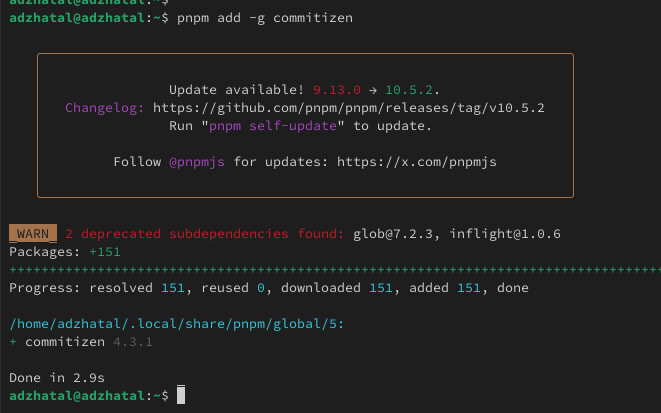 adzhatal@adzhatal:~$
adzhatal@adzhatal:~$ pnpm add -g commitizen
Update available! 9.13.0 → 10.5.2.
Changelog: https://github.com/pnpm/pnpm/releases/tag/v10.5.2
Run "pnpm self-update" to update.
Follow @pnpmjs for updates: https://x.com/pnpmjs
WARN 2 deprecated subdependencies found: glob@7.2.3, inflight@1.0.6
Packages: +151
++++++++++++++++++++++++++++++++++++++++++++++++++++++++++++++++++++++++++++++++++
Progress: resolved 151, reused 0, downloaded 151, added 151, done
/home/adzhatal/.local/share/pnpm/global/5:
+ commitizen 4.3.1
Done in 2.9s
adzhatal@adzhatal:~$